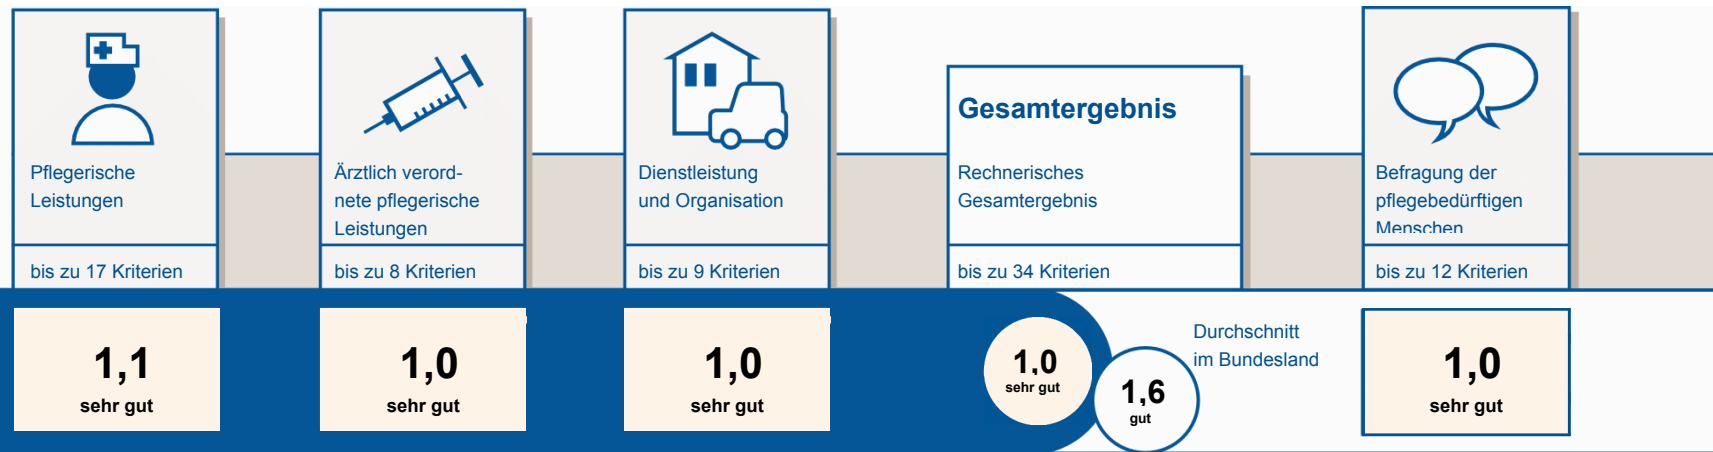 Pflegerische
Leistungen
bis zu 17 Kriterien
1,1
sehr gut
Ärztlich verord-
nete pflegerische
Leistungen
bis zu 8 Kriterien
1,0
sehr gut
Dienstleistung
und Organisation
bis zu 9 Kriterien
1,0
sehr gut
Gesamtergebnis
Rechnerisches
Gesamtergebnis
bis zu 34 Kriterien
1,0
sehr gut
1,6
gut
Durchschnitt
im Bundesland
Befragung der
pflegebedürftigen
Menschen
bis zu 12 Kriterien
1,0
sehr gut